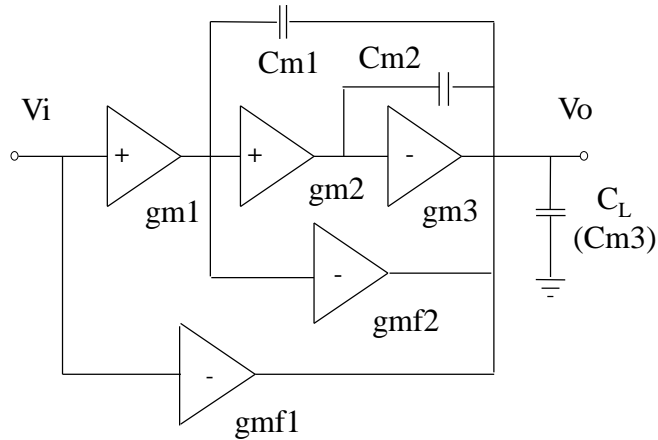 Cm1
Cm2
Vi
Vo
+
+
-
gm1
gm2
gm3
CL
(Cm3)
-
gmf2
-
gmf1